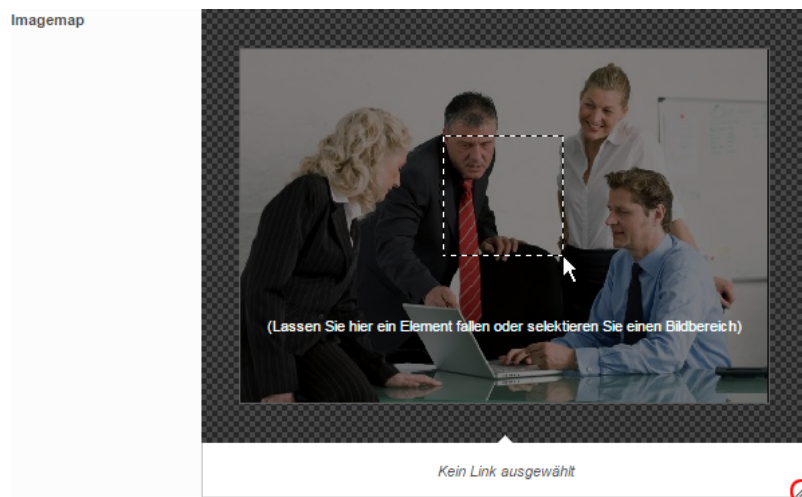 Imagemap
(Lassen Sie hier ein Element fallen oder selektieren Sie einen Bildbereich)
Kein Link ausgewählt